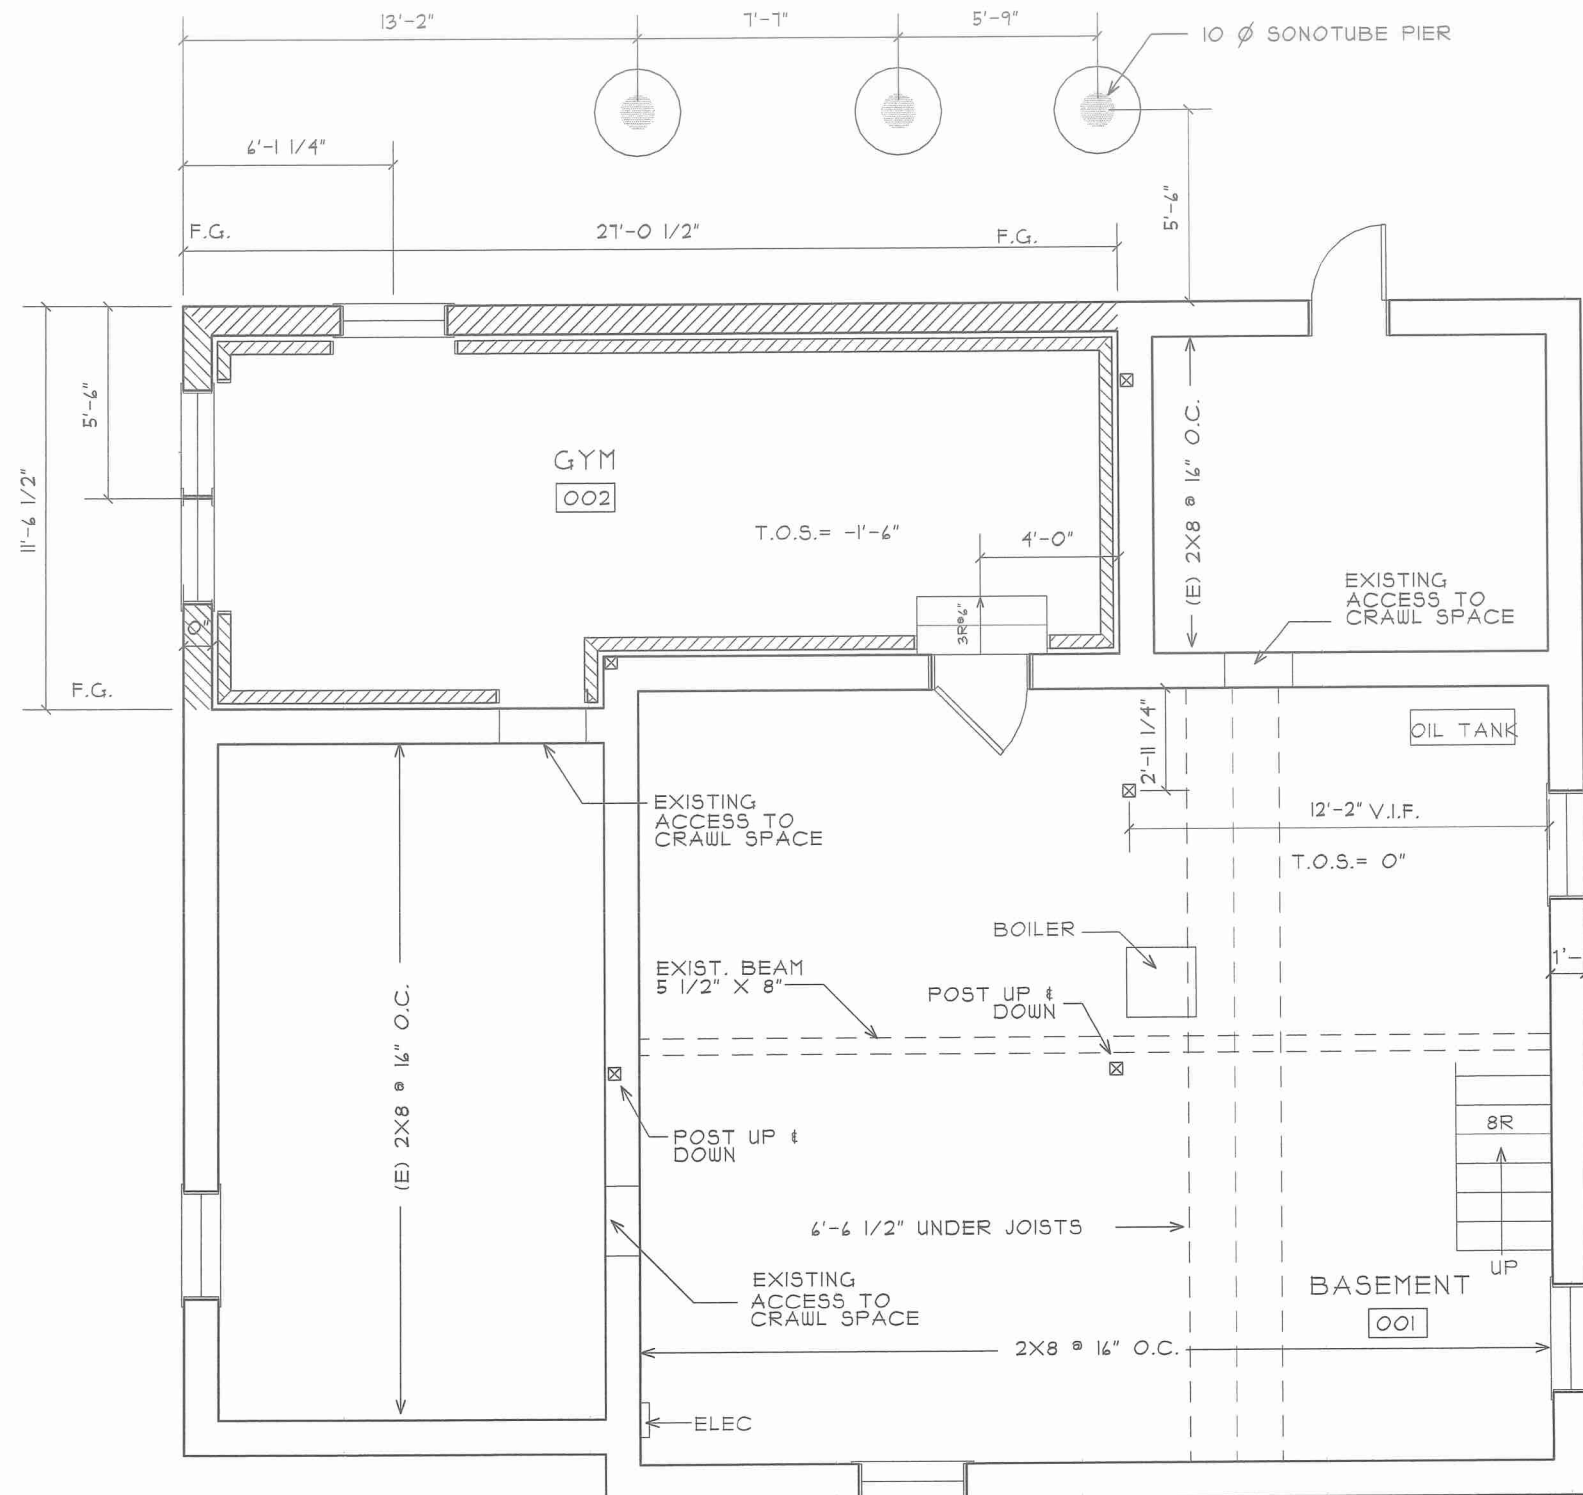 13'-2"
7'-7"
5'-9"
10 Ø SONOTUBE PIER
6'-1 1/4"
5'-6"
F.G.
27'-0 1/2"
F.G.
11'-6 1/2"
5'-6"
GYM
002
T.O.S.= -1'-6"
4'-0"
3R@6"
(E) 2X8 @ 16" O.C.
EXISTING
ACCESS TO
CRAWL SPACE
F.G.
2'-11 1/4"
OIL TANK
EXISTING
ACCESS TO
CRAWL SPACE
12'-2" V.I.F.
T.O.S.= 0"
BOILER
1'-
EXIST. BEAM
5 1/2" X 8"
POST UP &
DOWN
(E) 2X8 @ 16" O.C.
POST UP &
DOWN
8R
6'-6 1/2" UNDER JOISTS
UP
EXISTING
ACCESS TO
CRAWL SPACE
BASEMENT
001
2X8 @ 16" O.C.
ELEC